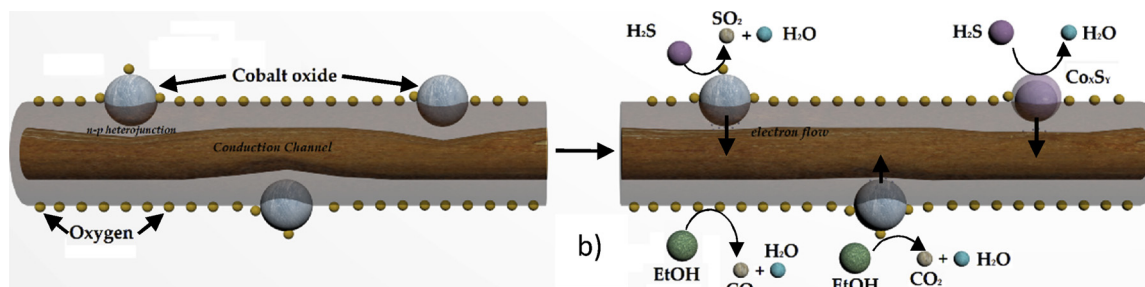 Cobalt oxide
n-p heterojunction
Conduction Channel
Oxygen
H₂S
SO₂
+
H₂O
H₂S
H₂O
CoₓSᵧ
electron flow
b)
EtOH
+
H₂O
EtOH
CO₂
+
H₂O